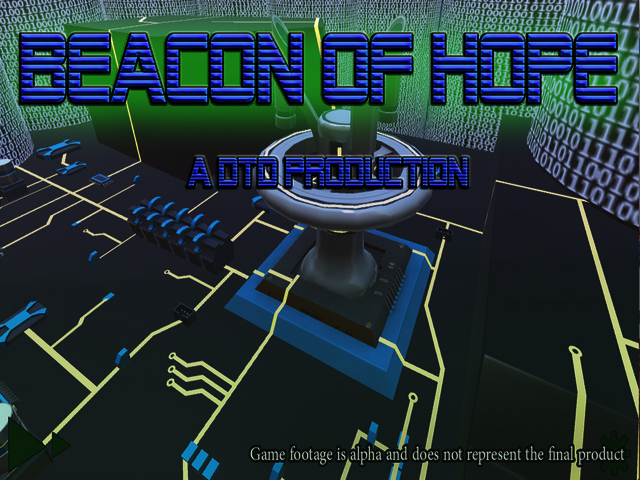 BEACON OF HOPE
A DTD PRODUCTION
Game footage is alpha and does not represent the final product